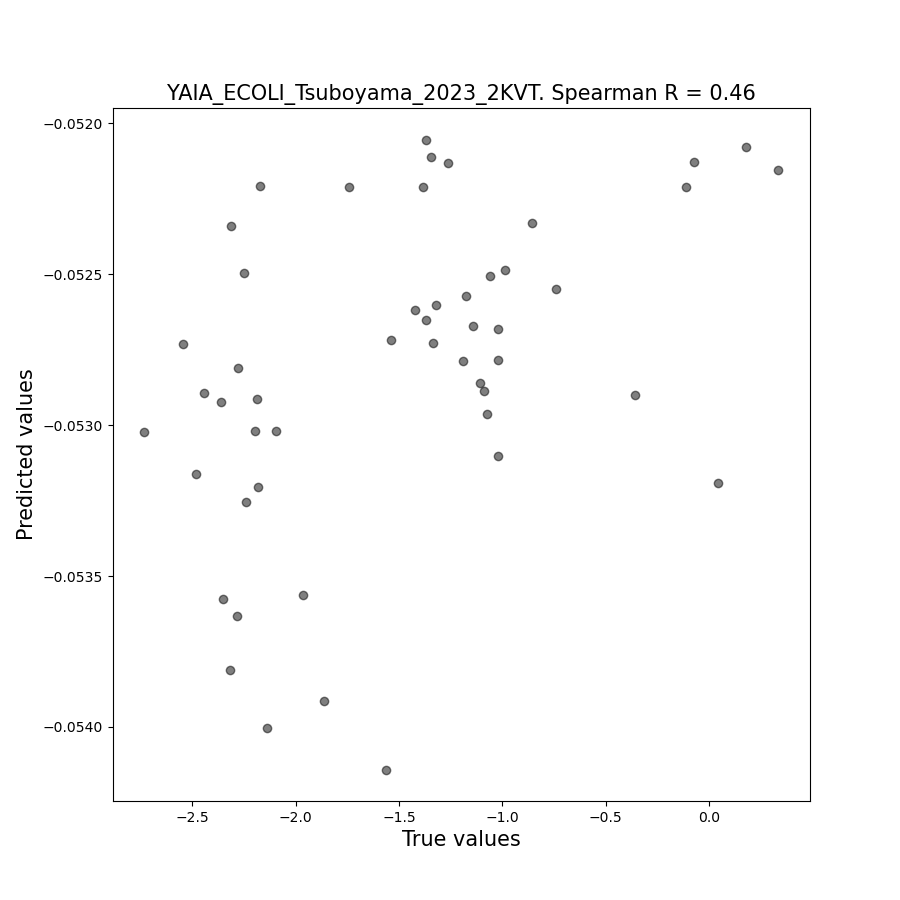 YAIA_ECOLI_Tsuboyama_2023_2KVT. Spearman R = 0.46
−0.0520
−0.0525
−0.0530
−0.0535
−0.0540
Predicted values
−2.5 −2.0 −1.5 −1.0 −0.5 0.0
True values